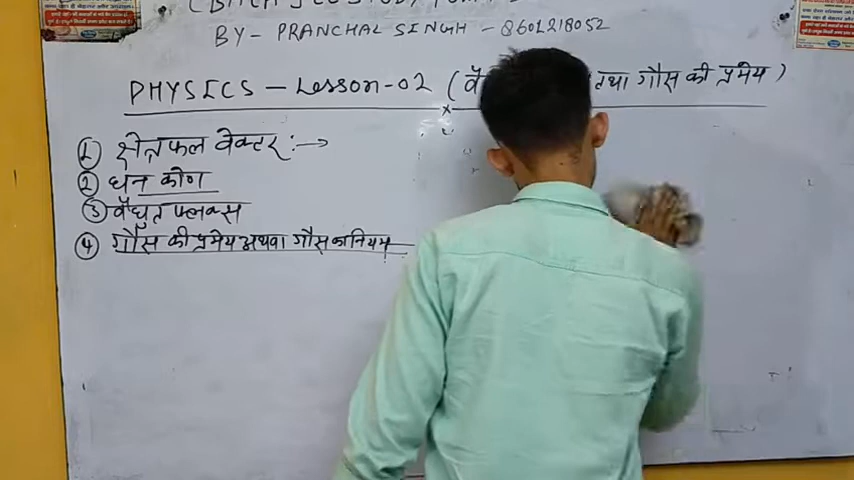 BY- PRANCHAL SINGH - 8601218052
PHYSICS - Lesson-02 ( तथा गौस की प्रमेय )
① क्षेत्रफल वेक्टर :→
② घन कोण
③ वैद्युत फ्लक्स
④ गौस की प्रमेय अथवा गौस का नियम